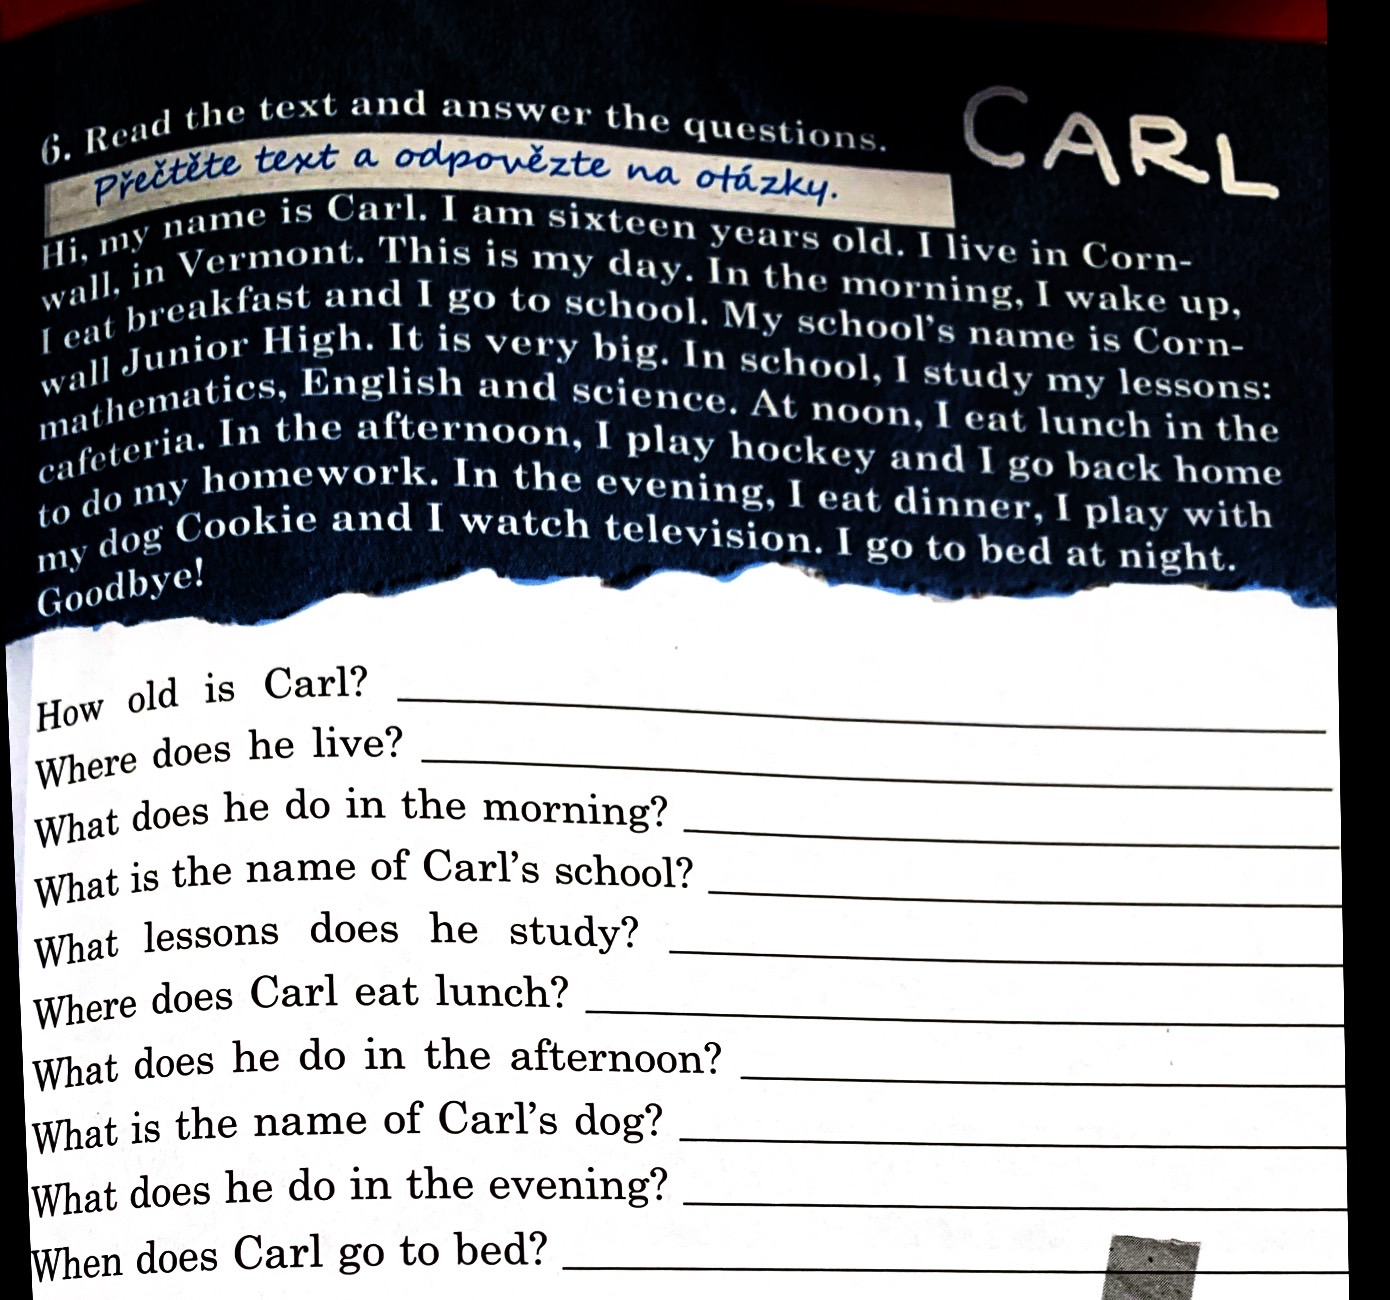 6. Read the text and answer the questions.
CARL
Přečtěte text a odpovězte na otázky.
Hi, my name is Carl. I am sixteen years old. I live in Corn-
wall, in Vermont. This is my day. In the morning, I wake up,
I eat breakfast and I go to school. My school's name is Corn-
wall Junior High. It is very big. In school, I study my lessons:
mathematics, English and science. At noon, I eat lunch in the
cafeteria. In the afternoon, I play hockey and I go back home
to do my homework. In the evening, I eat dinner, I play with
my dog Cookie and I watch television. I go to bed at night.
Goodbye!
How old is Carl?
Where does he live?
What does he do in the morning?
What is the name of Carl's school?
What lessons does he study?
Where does Carl eat lunch?
What does he do in the afternoon?
What is the name of Carl's dog?
What does he do in the evening?
When does Carl go to bed?